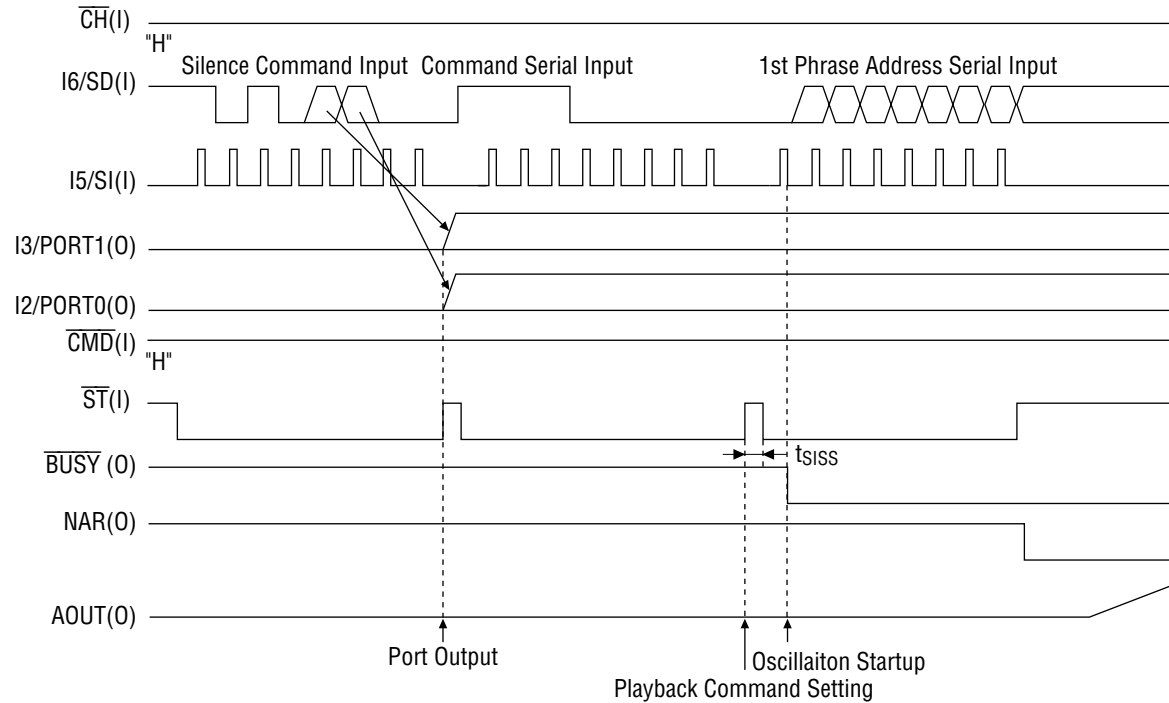 CH(I)
"H"
Silence Command Input Command Serial Input 1st Phrase Address Serial Input
I6/SD(I)
I5/SI(I)
I3/PORT1(O)
I2/PORT0(O)
CMD(I)
"H"
ST(I)
tSISS
BUSY (O)
NAR(O)
AOUT(O)
Port Output
Oscillaiton Startup
Playback Command Setting